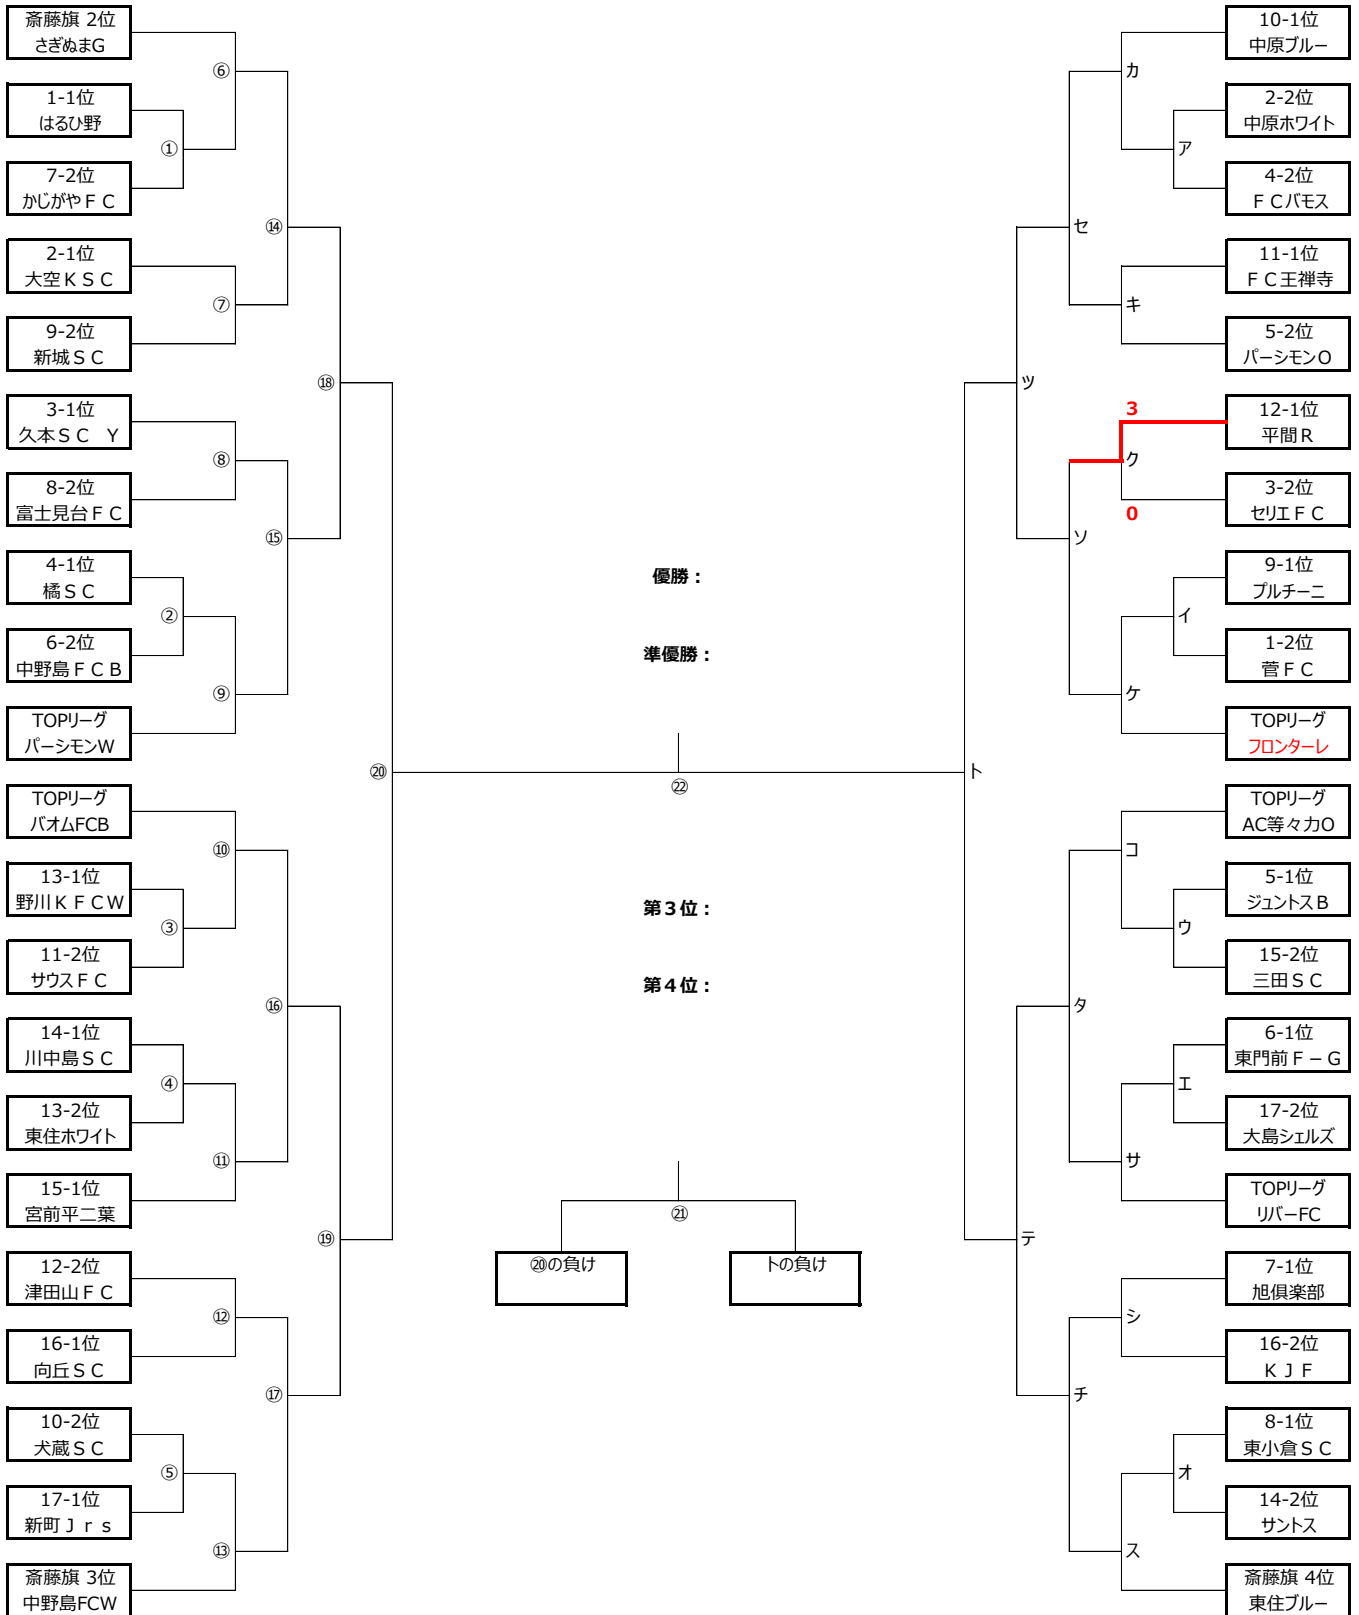 斎藤旗 2位
さぎぬまG
⑥
1-1位
はるひ野
①
7-2位
かじがやＦＣ
⑭
2-1位
大空ＫＳＣ
⑦
9-2位
新城ＳＣ
⑱
3-1位
久本ＳＣ　Ｙ
⑧
8-2位
富士見台ＦＣ
⑮
4-1位
橘ＳＣ
②
6-2位
中野島ＦＣＢ
⑨
TOPリーグ
パーシモンW
⑳
TOPリーグ
バオムFCB
⑩
13-1位
野川ＫＦＣＷ
③
11-2位
サウスＦＣ
⑯
14-1位
川中島ＳＣ
④
13-2位
東住ホワイト
⑪
15-1位
宮前平二葉
⑲
12-2位
津田山ＦＣ
⑫
16-1位
向丘ＳＣ
⑰
10-2位
犬蔵ＳＣ
⑤
17-1位
新町Ｊｒｓ
⑬
斎藤旗 3位
中野島FCW
優勝：
準優勝：
㉒
第３位：
第４位：
㉑
⑳の負け
トの負け
10-1位
中原ブルー
カ
2-2位
中原ホワイト
ア
4-2位
ＦＣバモス
セ
11-1位
ＦＣ王禅寺
キ
5-2位
パーシモンＯ
ツ
3
12-1位
平間Ｒ
ク
3-2位
セリエＦＣ
0
ソ
9-1位
プルチーニ
イ
1-2位
菅ＦＣ
ケ
TOPリーグ
フロンターレ
ト
TOPリーグ
AC等々力O
コ
5-1位
ジュントスＢ
ウ
15-2位
三田ＳＣ
タ
6-1位
東門前Ｆ－Ｇ
エ
17-2位
大島シェルズ
サ
TOPリーグ
リバーFC
テ
7-1位
旭倶楽部
シ
16-2位
ＫＪＦ
チ
8-1位
東小倉ＳＣ
オ
14-2位
サントス
ス
斎藤旗 4位
東住ブルー